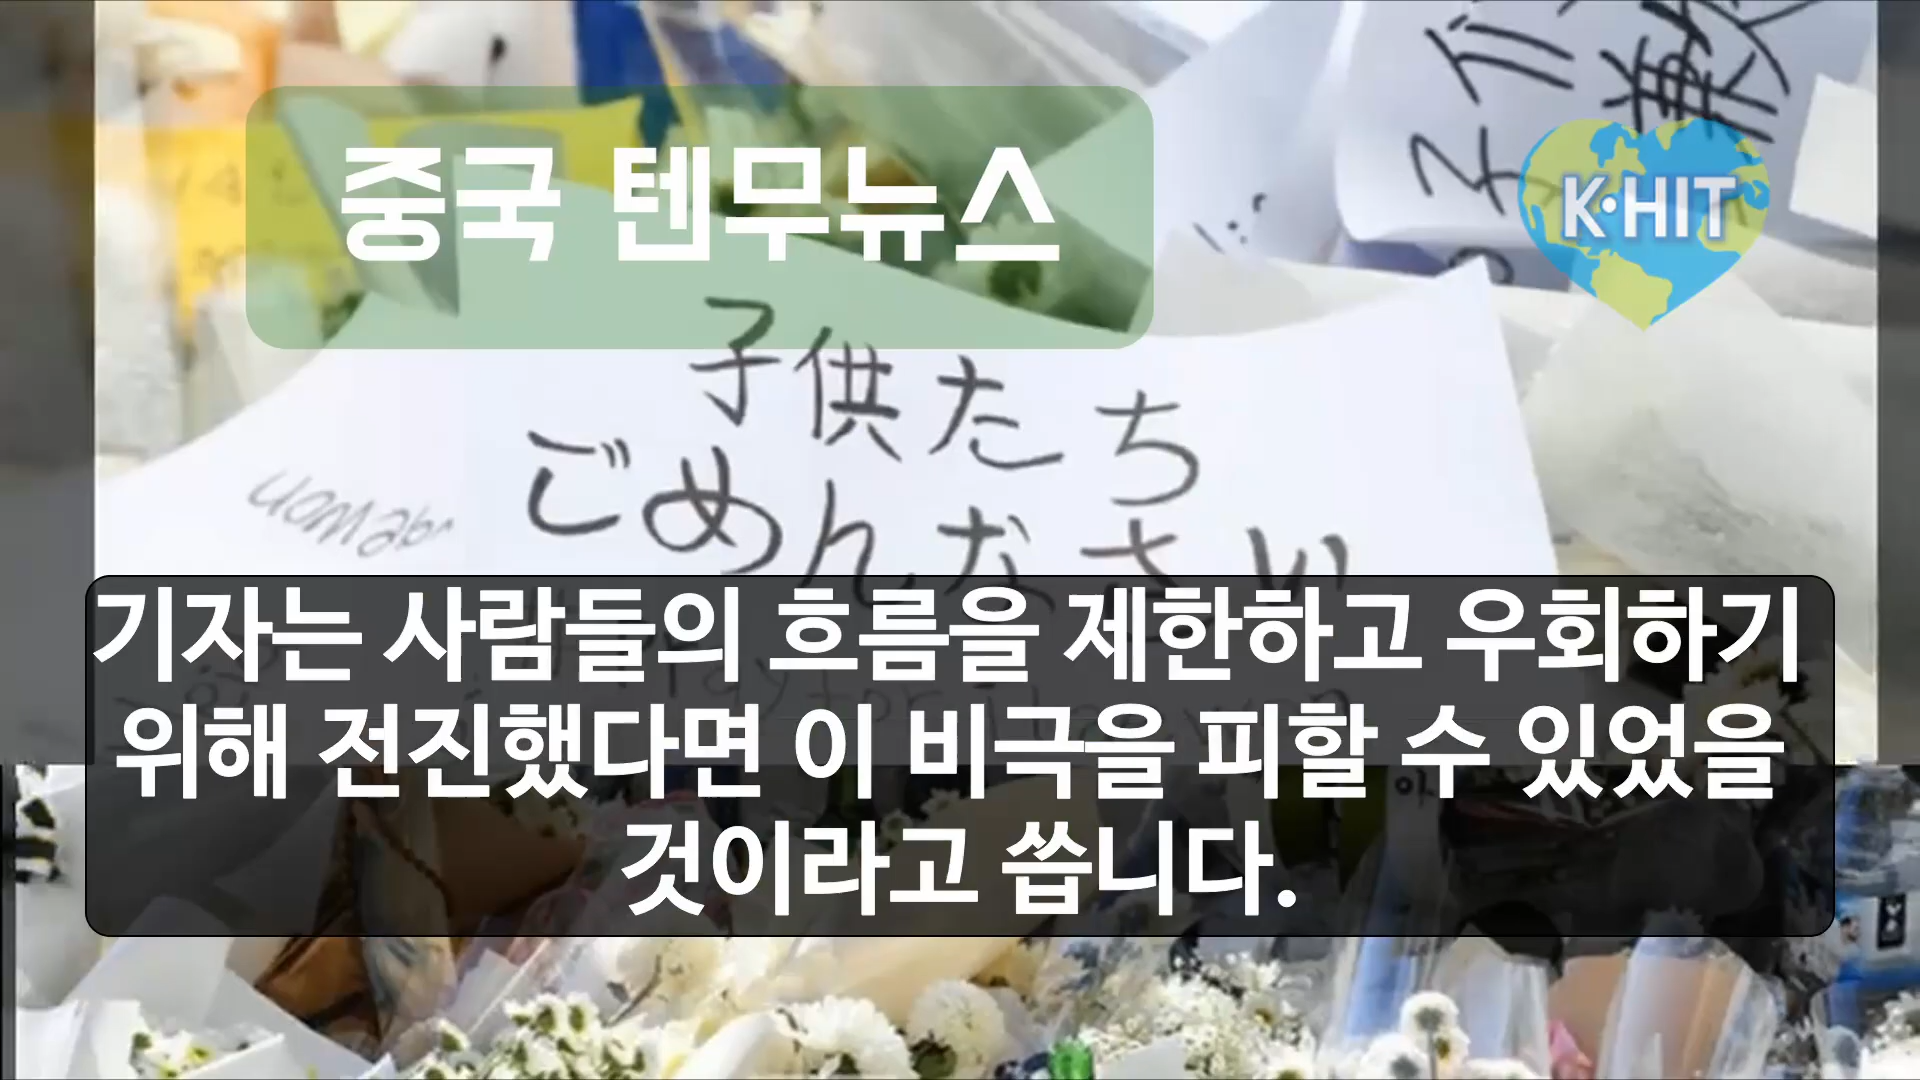 중국 텐무뉴스
K·HIT
子供たち
ごめんなさい
기자는 사람들의 흐름을 제한하고 우회하기
위해 전진했다면 이 비극을 피할 수 있었을
것이라고 씁니다.